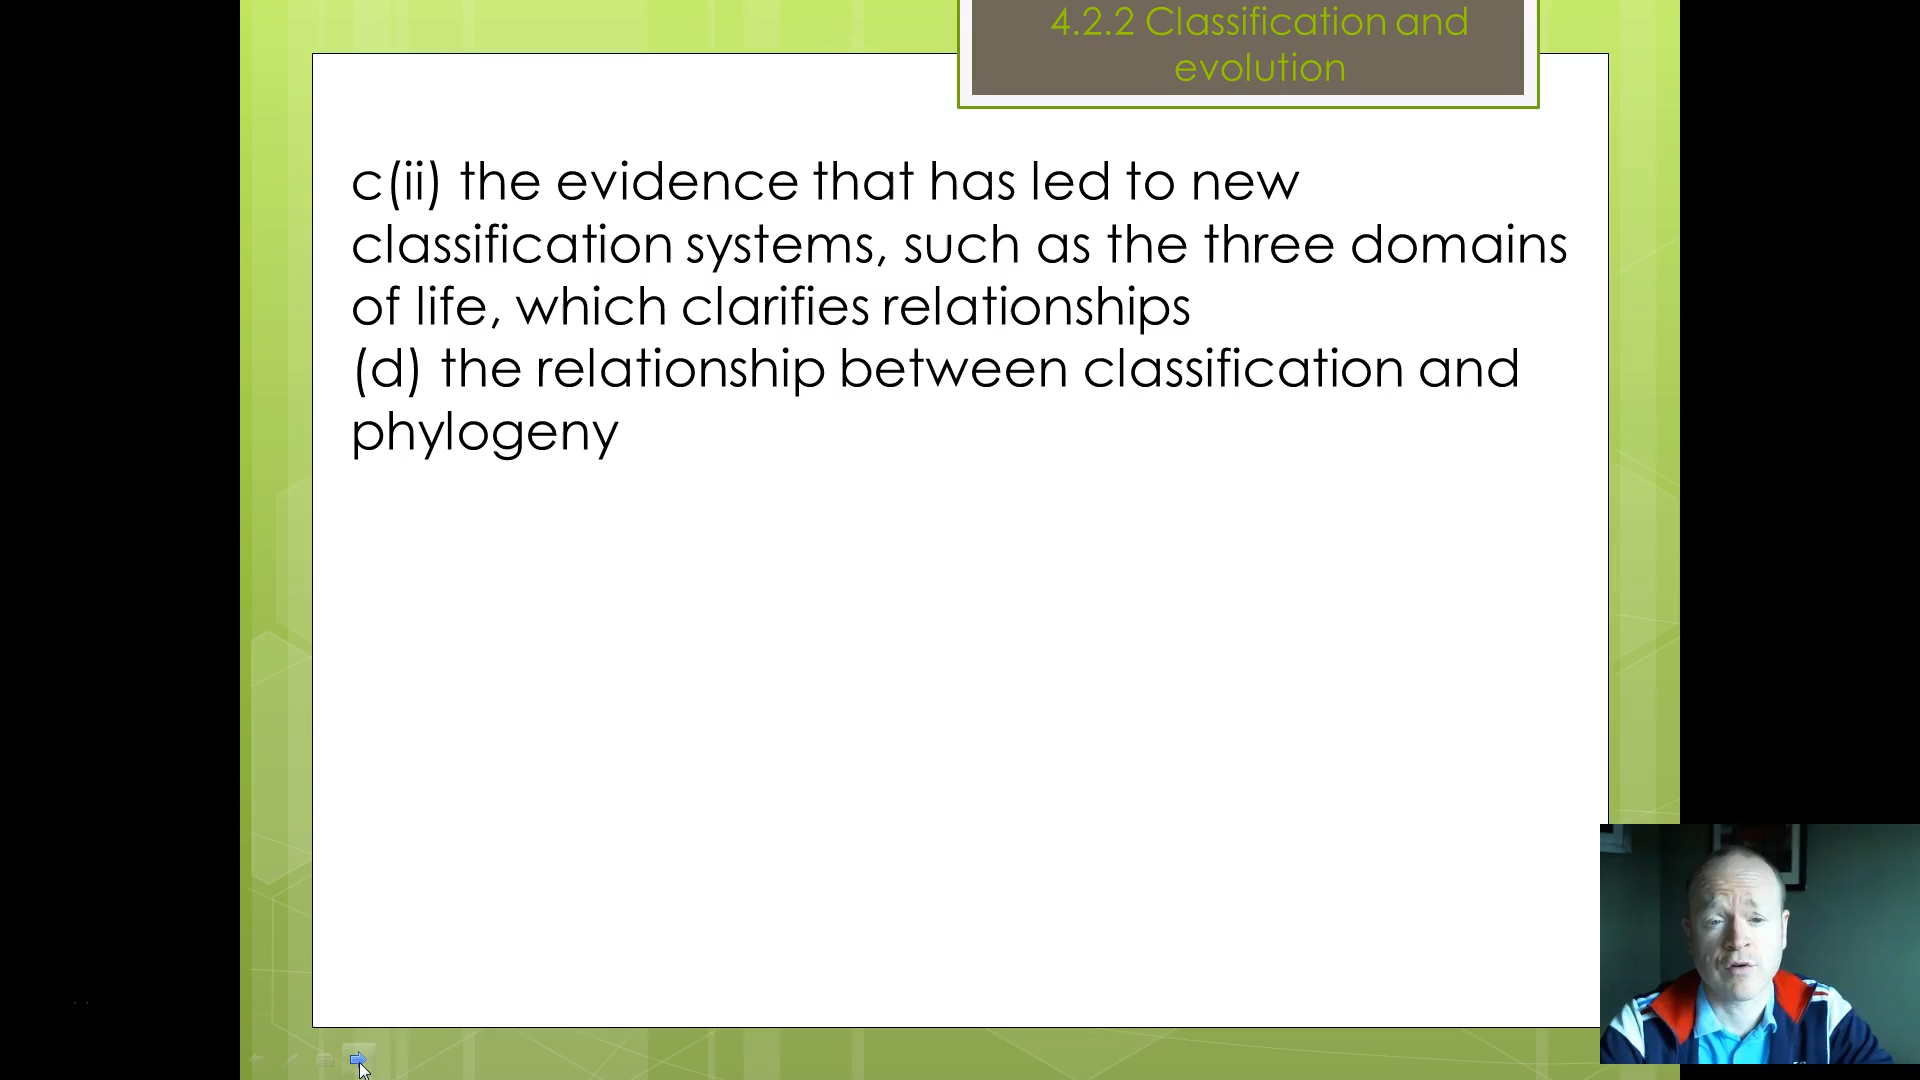 4.2.2 Classification and
evolution
c(ii) the evidence that has led to new
classification systems, such as the three domains
of life, which clarifies relationships
(d) the relationship between classification and
phylogeny